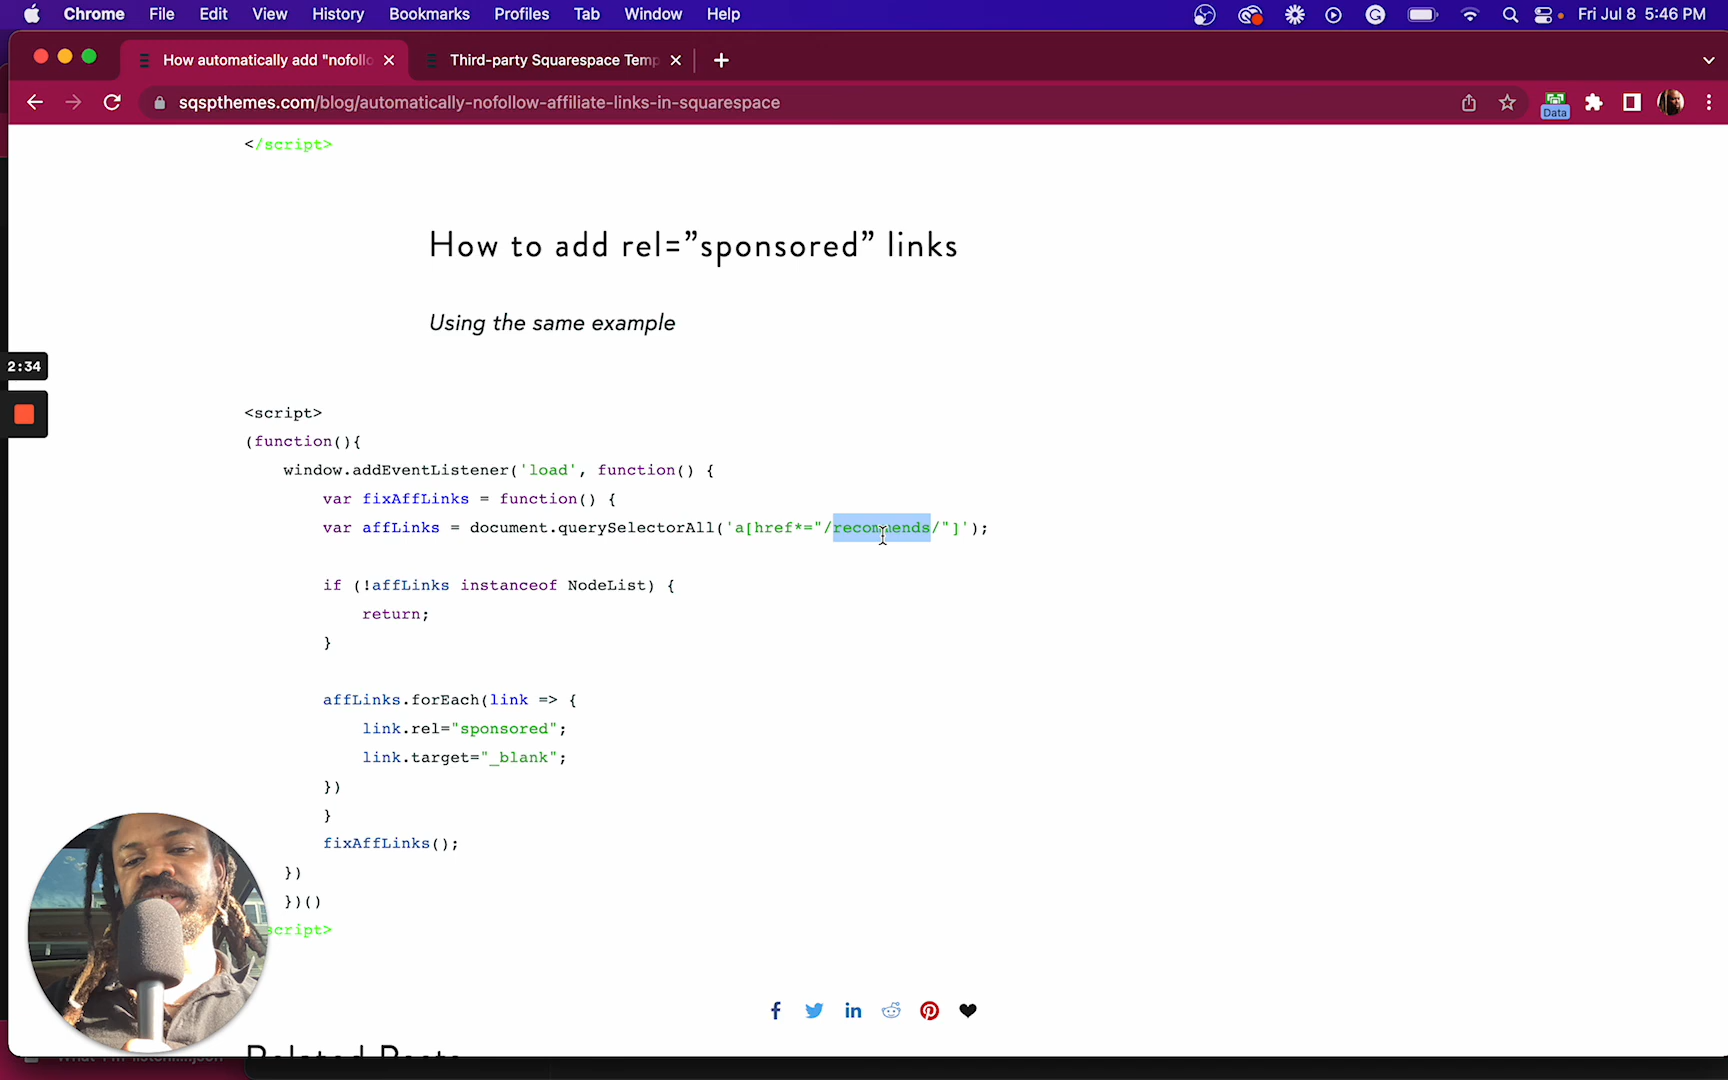 Chrome File Edit View History Bookmarks Profiles Tab Window Help Fri Jul 8 5:46 PM
How automatically add "nofollo
Third-party Squarespace Temp
sqspthemes.com/blog/automatically-nofollow-affiliate-links-in-squarespace
Data
</script>
How to add rel=”sponsored” links
Using the same example
2:34
<script>
(function(){
window.addEventListener('load', function() {
var fixAffLinks = function() {
var affLinks = document.querySelectorAll('a[href*="/recommends/"]');
if (!affLinks instanceof NodeList) {
return;
}
affLinks.forEach(link => {
link.rel="sponsored";
link.target="_blank";
})
}
fixAffLinks();
})
})()
script>
Related Posts